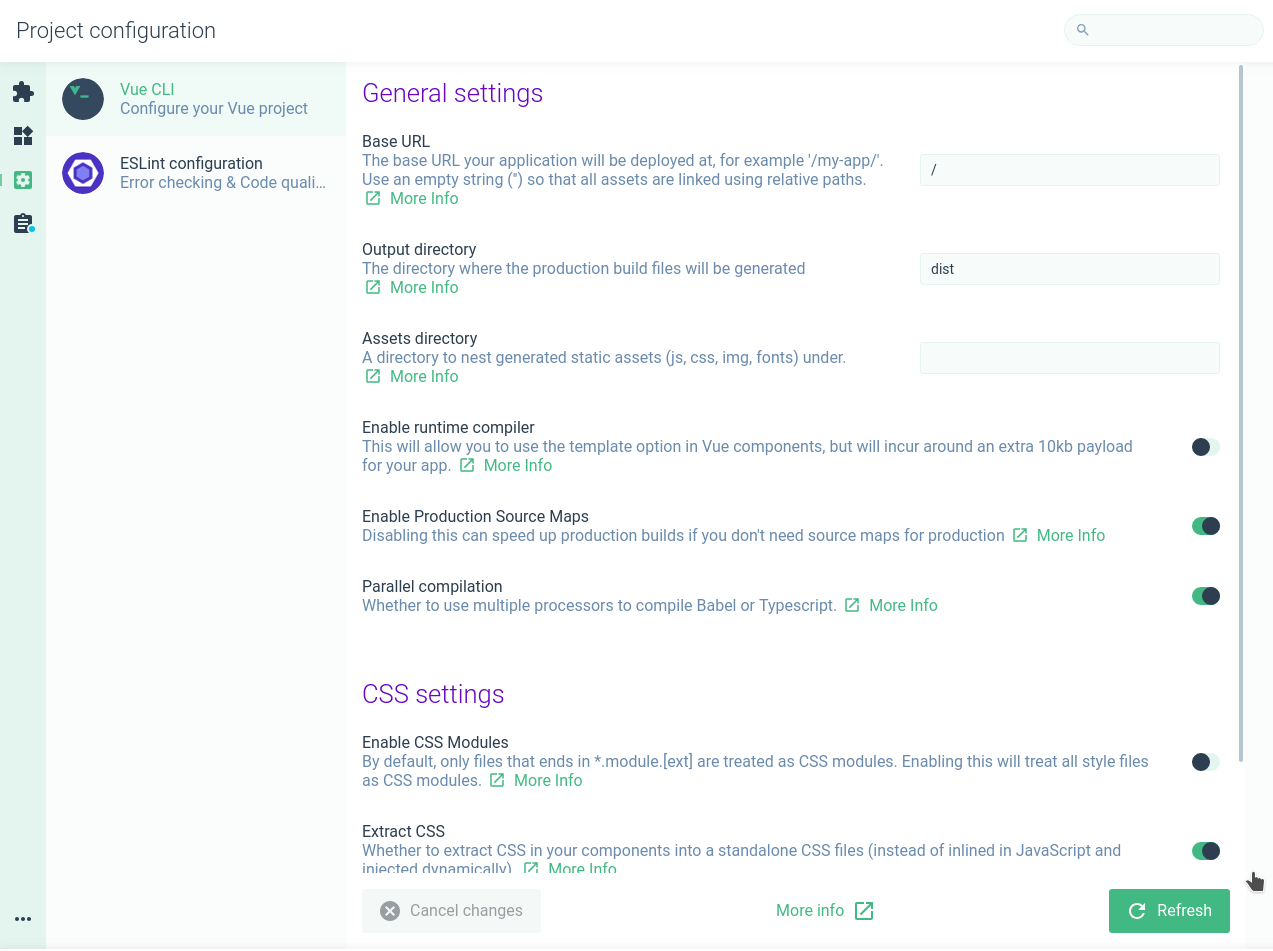 Project configuration
Vue CLI
Configure your Vue project
ESLint configuration
Error checking & Code quali...
General settings
Base URL
The base URL your application will be deployed at, for example '/my-app/'.
Use an empty string ('') so that all assets are linked using relative paths.
More Info
/
Output directory
The directory where the production build files will be generated
More Info
dist
Assets directory
A directory to nest generated static assets (js, css, img, fonts) under.
More Info
Enable runtime compiler
This will allow you to use the template option in Vue components, but will incur around an extra 10kb payload
for your app. More Info
Enable Production Source Maps
Disabling this can speed up production builds if you don't need source maps for production More Info
Parallel compilation
Whether to use multiple processors to compile Babel or Typescript. More Info
CSS settings
Enable CSS Modules
By default, only files that ends in *.module.[ext] are treated as CSS modules. Enabling this will treat all style files
as CSS modules. More Info
Extract CSS
Whether to extract CSS in your components into a standalone CSS files (instead of inlined in JavaScript and
injected dynamically). More Info
Cancel changes
More info
Refresh